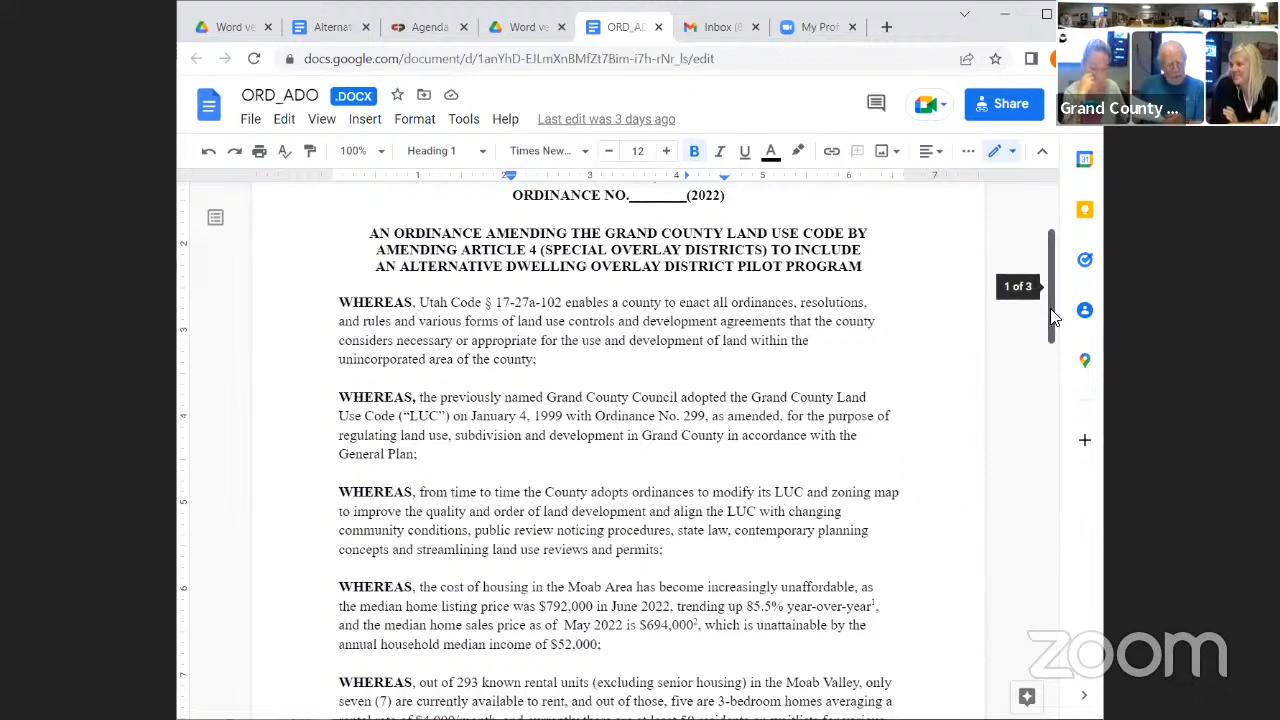 Word ve
Alternat
Agenda
Word ve
ORD_AD
Inbox (8
My Prof
docs.google.com/document/d/1anYhD-EJLmXnBMfZt7Bim-i7h-rNr_ls/edit
ORD_ADO .DOCX
File Edit View Insert Format Tools Help Last edit was 3 days ago
Share
Grand County ...
100% Heading 1 Times New... 12 B I U A
1 2 3 4 5 6 7
31
ORDINANCE NO.________(2022)
AN ORDINANCE AMENDING THE GRAND COUNTY LAND USE CODE BY
AMENDING ARTICLE 4 (SPECIAL OVERLAY DISTRICTS) TO INCLUDE
AN ALTERNATIVE DWELLING OVERLAY DISTRICT PILOT PROGRAM
1 of 3
WHEREAS, Utah Code § 17-27a-102 enables a county to enact all ordinances, resolutions,
and rules and various forms of land use controls and development agreements that the county
considers necessary or appropriate for the use and development of land within the
unincorporated area of the county;
WHEREAS, the previously named Grand County Council adopted the Grand County Land
Use Code (“LUC”) on January 4, 1999 with Ordinance No. 299, as amended, for the purpose of
regulating land use, subdivision and development in Grand County in accordance with the
General Plan;
WHEREAS, from time to time the County adopts ordinances to modify its LUC and zoning map
to improve the quality and order of land development and align the LUC with changing
community conditions, public review noticing procedures, state law, contemporary planning
concepts and streamlining land use reviews and permits;
WHEREAS, the cost of housing in the Moab Area has become increasingly unaffordable, as
the median home listing price was $792,000 in June 2022, trending up 85.5% year-over-year¹,
and the median home sales price as of May 2022 is $694,000², which is unattainable by the
annual household median income of $52,000;
WHEREAS, out of 293 known rental units (excluding senior housing) in the Moab Valley, only
seven (7) are currently available to rent, and out of those, five are 3-bedroom homes averaging a
2
3
4
5
6
7
zoom